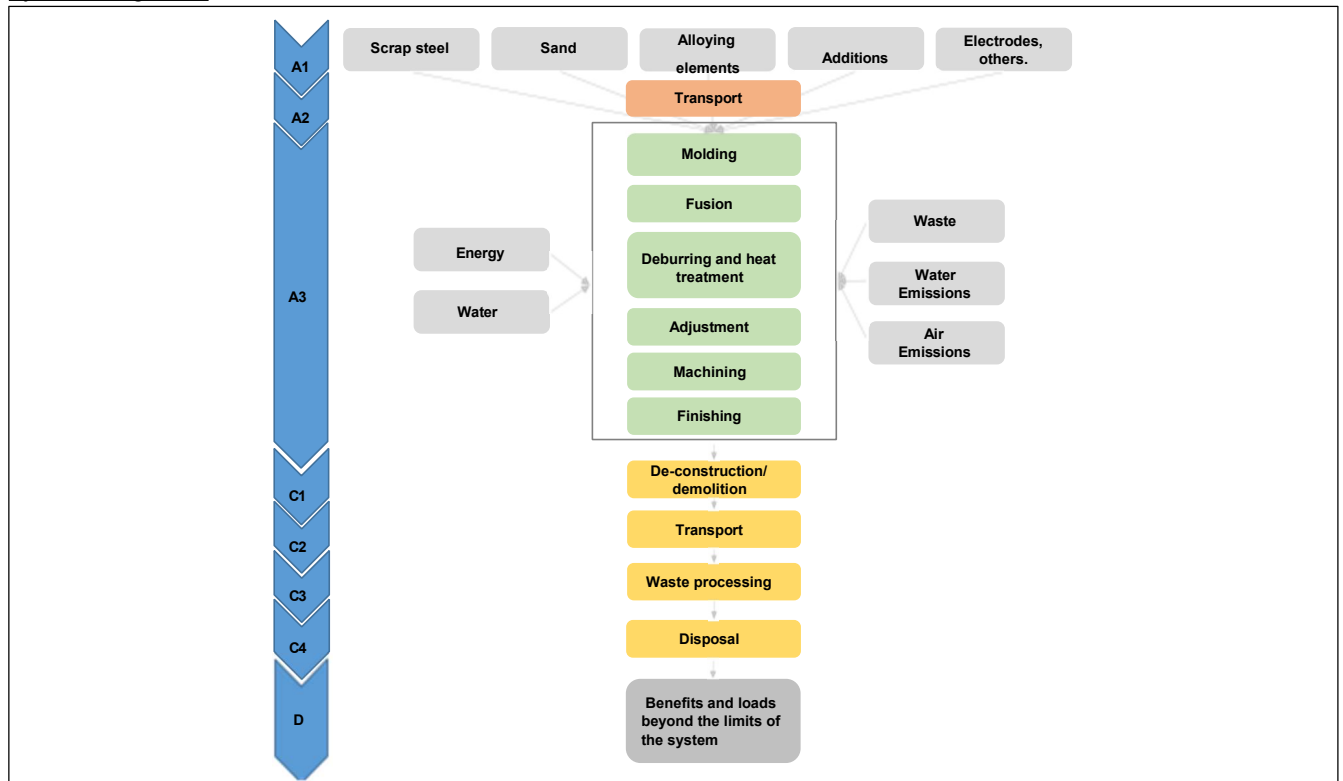 A1
Scrap steel
Sand
Alloying
elements
Additions
Electrodes,
others.
Transport
A2
Molding
Fusion
Deburring and heat
treatment
Adjustment
Machining
Finishing
Energy
Water
Waste
Water
Emissions
Air
Emissions
A3
De-construction/
demolition
C1
Transport
C2
Waste processing
C3
Disposal
C4
Benefits and loads
beyond the limits of
the system
D